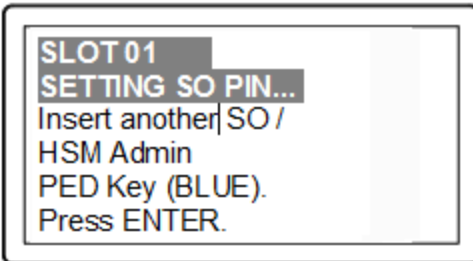 SLOT 01
SETTING SO PIN...
Insert another SO /
HSM Admin
PED Key (BLUE).
Press ENTER.